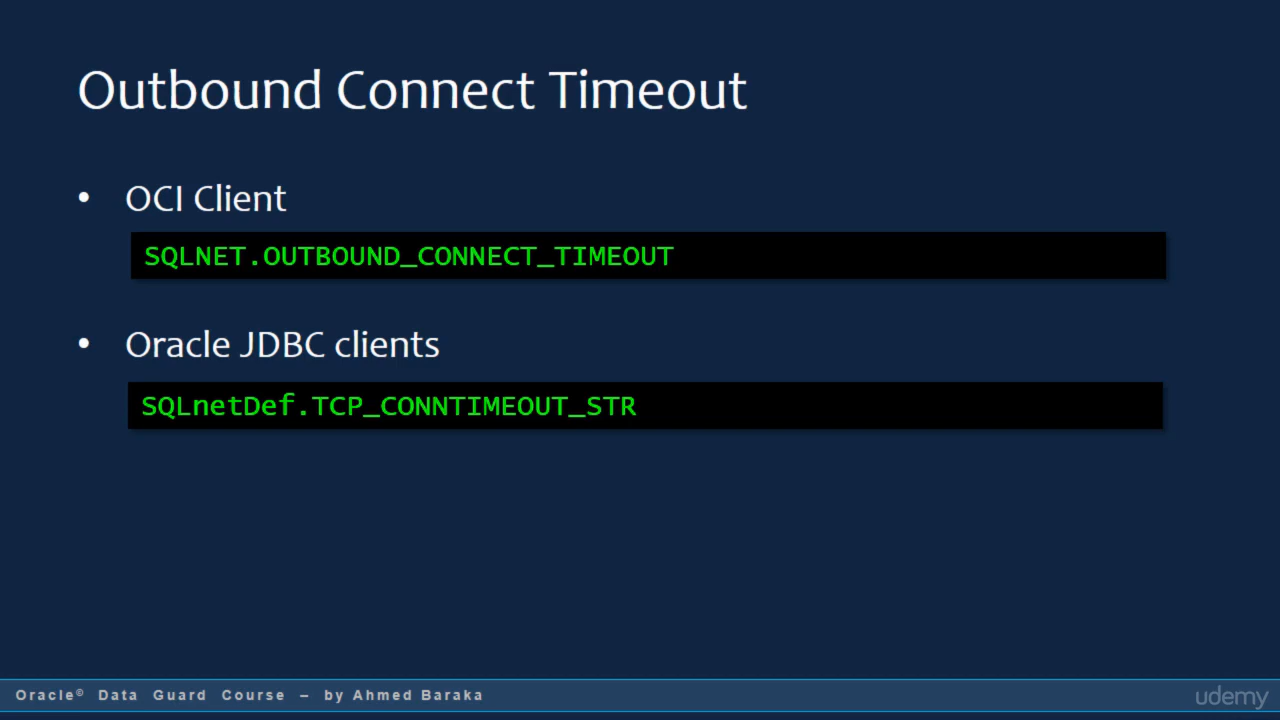 Outbound Connect Timeout
• OCI Client
SQLNET.OUTBOUND_CONNECT_TIMEOUT
• Oracle JDBC clients
SQLnetDef.TCP_CONNTIMEOUT_STR
Oracle® Data Guard Course – by Ahmed Baraka
udemy